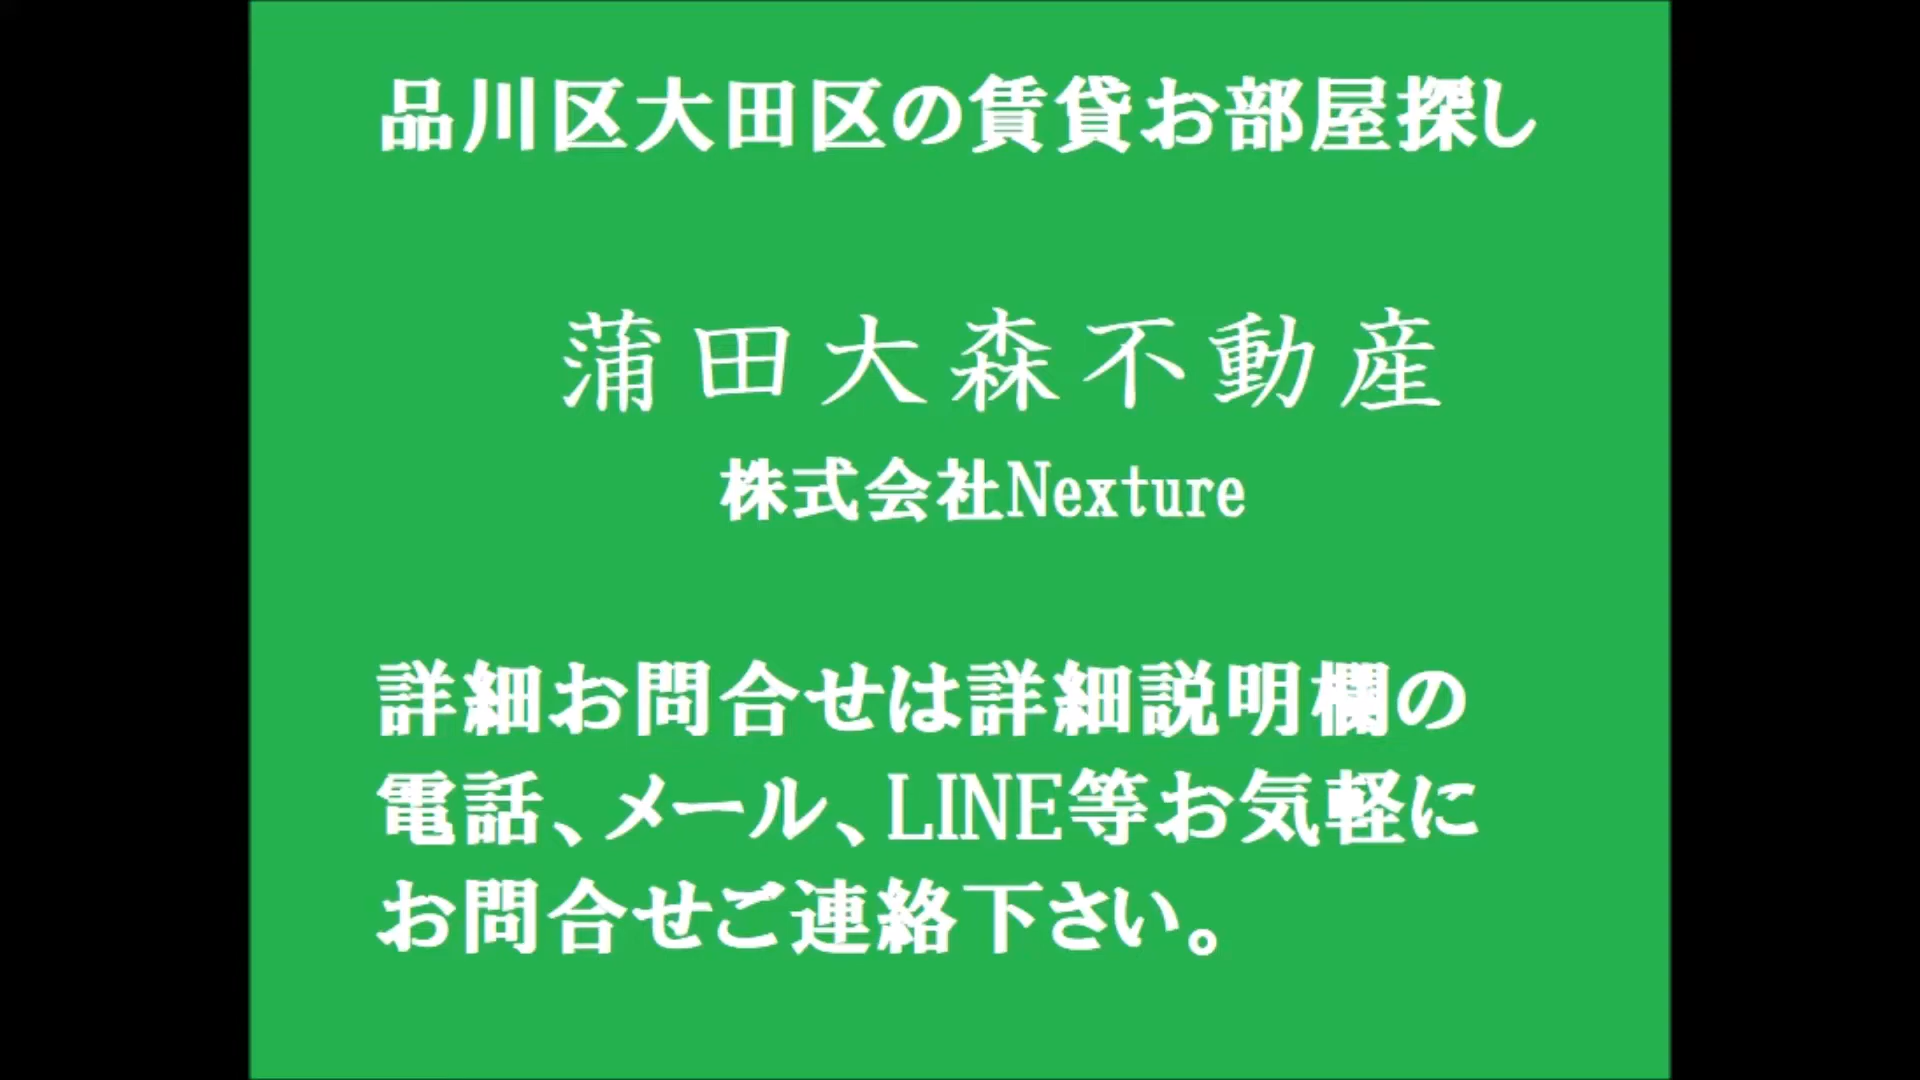 品川区大田区の賃貸お部屋探し
蒲田大森不動産
株式会社Nexture
詳細お問合せは詳細説明欄の
電話、メール、LINE等お気軽に
お問合せご連絡下さい。